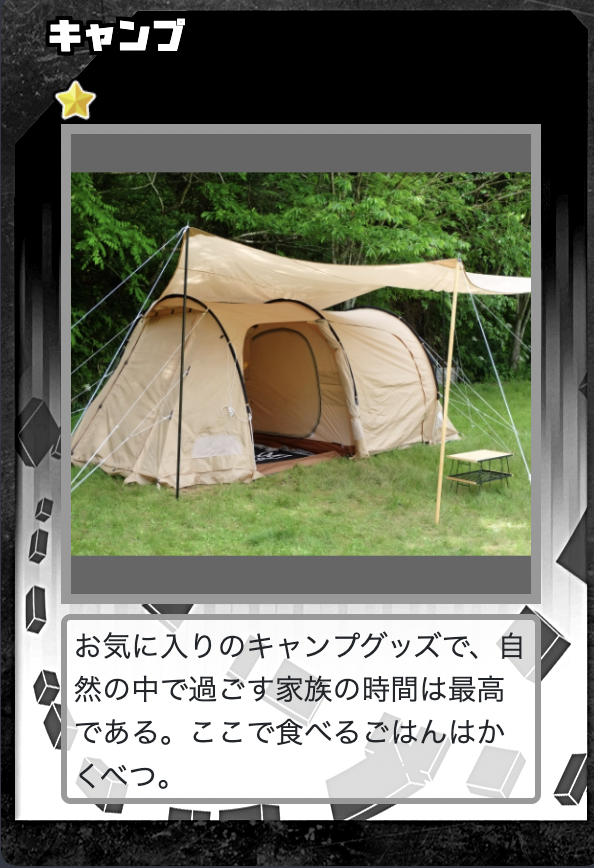 キャンプ
お気に入りのキャンプグッズで、自
然の中で過ごす家族の時間は最高
である。ここで食べるごはんはか
くべつ。